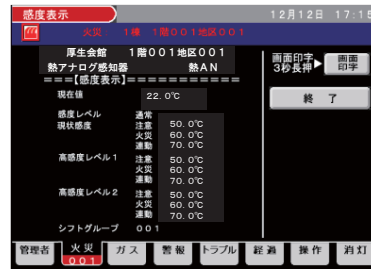 感度表示 12月12日 17:15
火災 1棟 1階001地区001
厚生会館 1階001地区001
熱アナログ感知器 熱AN
===【感度表示】===========
現在値 22.0℃
感度レベル 通常
現状感度 注意 50.0℃
火災 60.0℃
連動 70.0℃
高感度レベル1 注意 50.0℃
火災 60.0℃
連動 70.0℃
高感度レベル2 注意 50.0℃
火災 60.0℃
連動 70.0℃
シフトグループ 001
画面印字
3秒長押▶
画面
印字
終了
管理者 火災 ガス 警報 トラブル 経過 操作 消灯
001